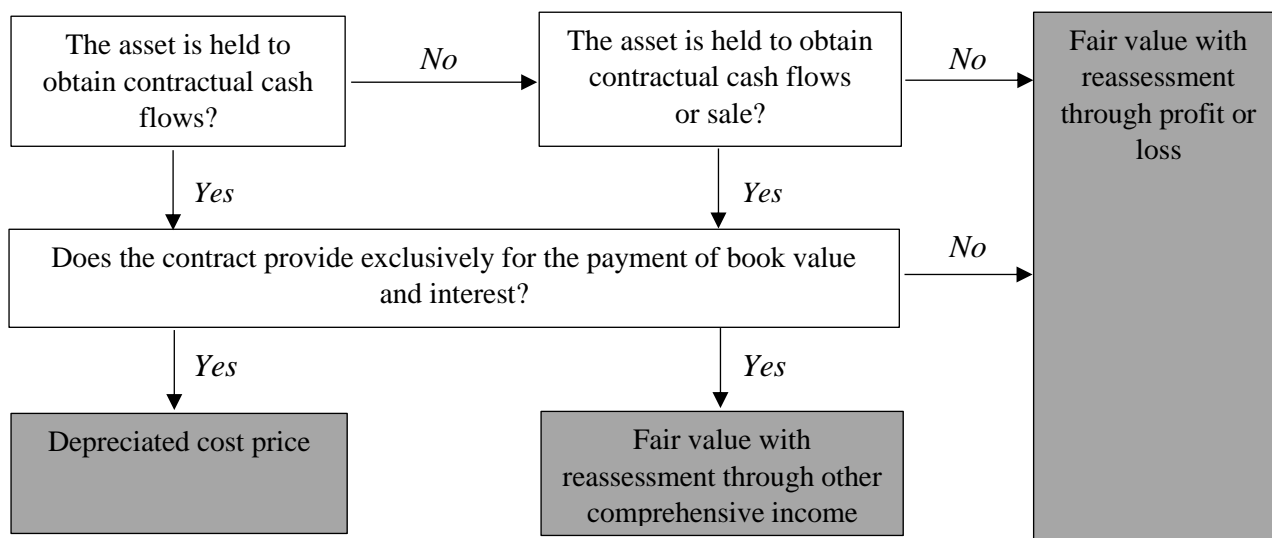 The asset is held to
obtain contractual cash
flows?
No
The asset is held to obtain
contractual cash flows
or sale?
No
Fair value with
reassessment
through profit or
loss
Yes
Yes
Does the contract provide exclusively for the payment of book value
and interest?
No
Yes
Yes
Depreciated cost price
Fair value with
reassessment through other
comprehensive income